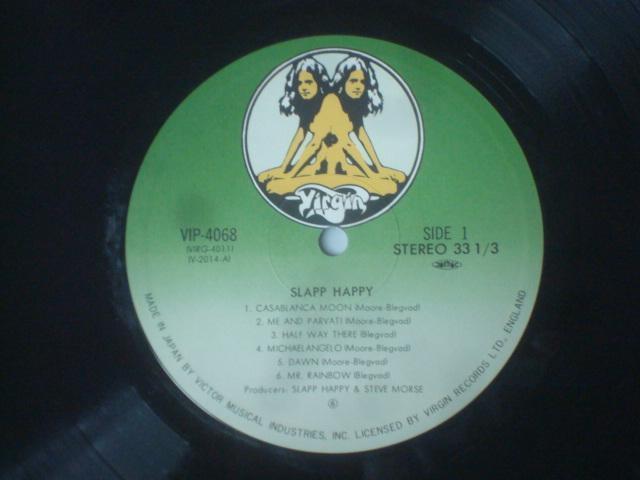 Virgin
VIP-4068
(VIRG-4011)
(V-2014-A)
SIDE 1
STEREO 33 1/3
SLAPP HAPPY
1. CASABLANCA MOON (Moore-Blegvad)
2. ME AND PARVATI (Moore-Blegvad)
3. HALF WAY THERE (Blegvad)
4. MICHAELANGELO (Moore-Blegvad)
5. DAWN (Moore-Blegvad)
6. MR. RAINBOW (Blegvad)
Producers: SLAPP HAPPY & STEVE MORSE
MADE IN JAPAN BY VICTOR MUSICAL INDUSTRIES, INC. LICENSED BY VIRGIN RECORDS LTD., ENGLAND